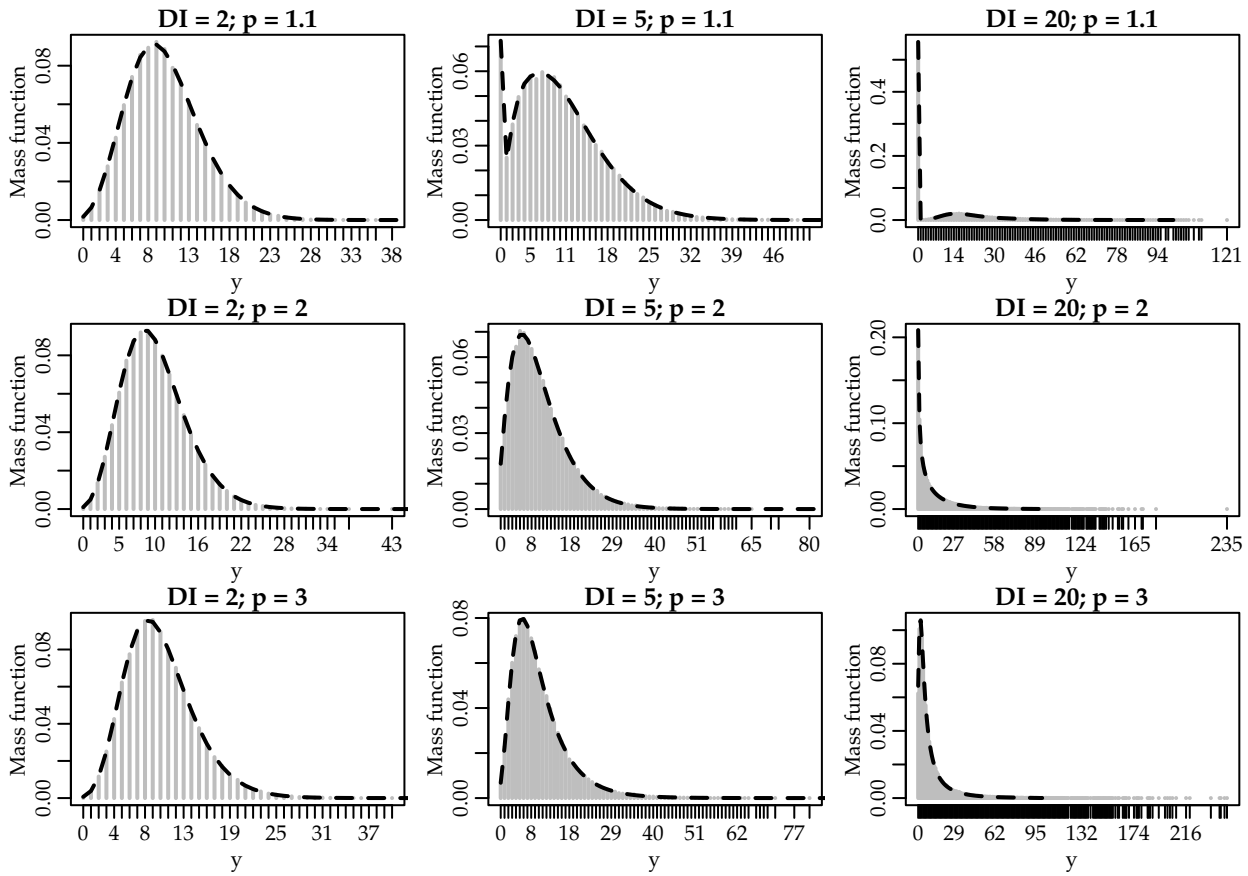 DI = 2; p = 1.1
Mass function
0.00 0.04 0.08
0 4 8 13 18 23 28 33 38
y
DI = 5; p = 1.1
Mass function
0.00 0.03 0.06
0 5 11 18 25 32 39 46
y
DI = 20; p = 1.1
Mass function
0.0 0.2 0.4
0 14 30 46 62 78 94 121
y
DI = 2; p = 2
Mass function
0.00 0.04 0.08
0 5 10 16 22 28 34 43
y
DI = 5; p = 2
Mass function
0.00 0.03 0.06
0 8 18 29 40 51 65 80
y
DI = 20; p = 2
Mass function
0.00 0.10 0.20
0 27 58 89 124 165 235
y
DI = 2; p = 3
Mass function
0.00 0.04 0.08
0 4 8 13 19 25 31 37
y
DI = 5; p = 3
Mass function
0.00 0.04 0.08
0 8 18 29 40 51 62 77
y
DI = 20; p = 3
Mass function
0.00 0.04 0.08
0 29 62 95 132 174 216
y